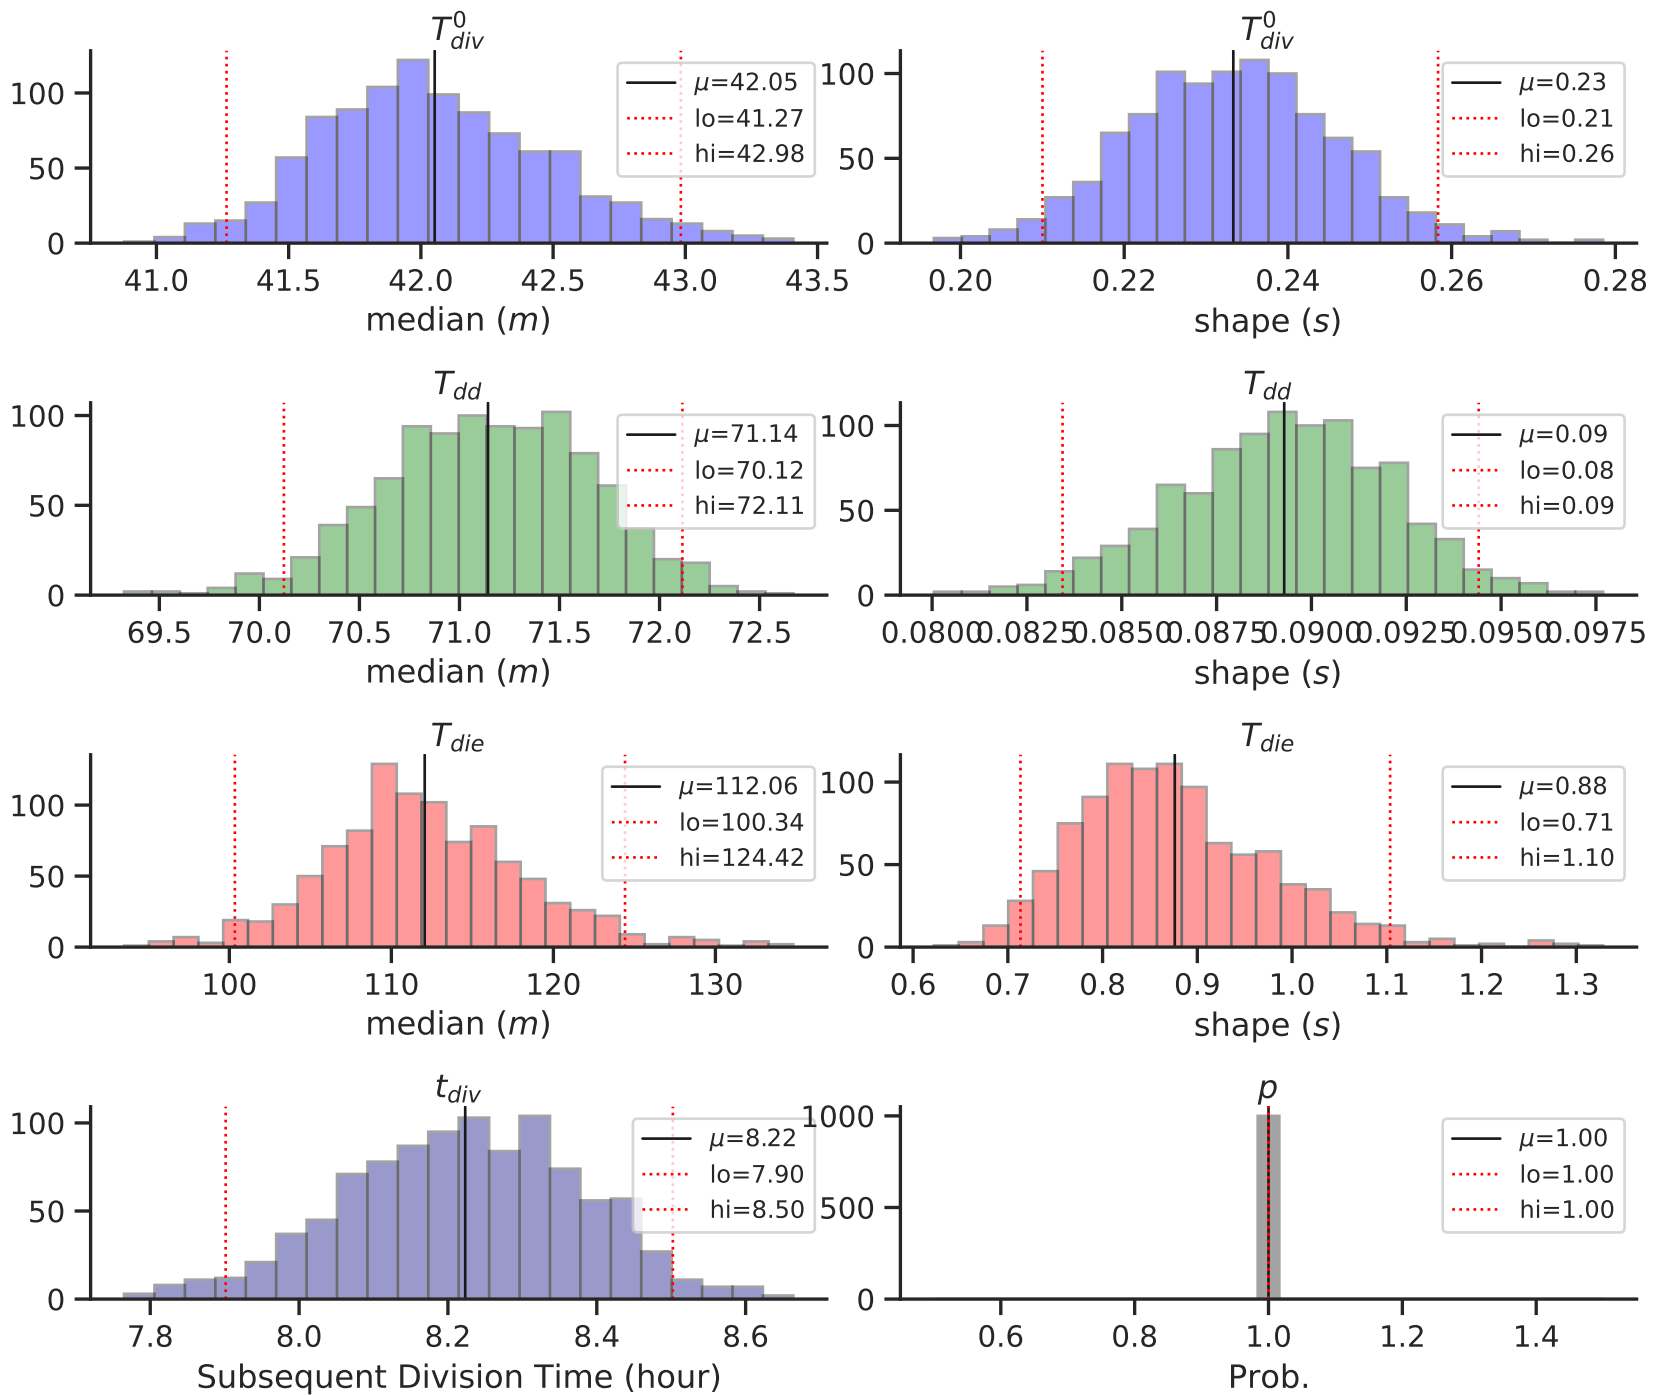 T⁰div
100
50
0
41.0 41.5 42.0 42.5 43.0 43.5
median (m)
μ=42.05
lo=41.27
hi=42.98
T⁰div
100
50
0
0.20 0.22 0.24 0.26 0.28
shape (s)
μ=0.23
lo=0.21
hi=0.26
Tdd
100
50
0
69.5 70.0 70.5 71.0 71.5 72.0 72.5
median (m)
μ=71.14
lo=70.12
hi=72.11
Tdd
100
50
0
0.0800 0.0825 0.0850 0.0875 0.0900 0.0925 0.0950 0.0975
shape (s)
μ=0.09
lo=0.08
hi=0.09
Tdie
100
50
0
100 110 120 130
median (m)
μ=112.06
lo=100.34
hi=124.42
Tdie
100
50
0
0.6 0.7 0.8 0.9 1.0 1.1 1.2 1.3
shape (s)
μ=0.88
lo=0.71
hi=1.10
tdiv
100
50
0
7.8 8.0 8.2 8.4 8.6
Subsequent Division Time (hour)
μ=8.22
lo=7.90
hi=8.50
p
1000
500
0
0.6 0.8 1.0 1.2 1.4
Prob.
μ=1.00
lo=1.00
hi=1.00